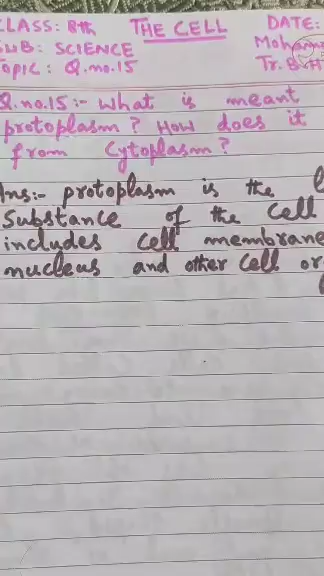 CLASS: 8th THE CELL DATE:
SUB: SCIENCE
Topic: Q.no.15
Q.no.15:- What is meant
protoplasm? How does it
from Cytoplasm?
Ans:- protoplasm is the
Substance of the Cell
includes Cell membrane
nucleus and other Cell or